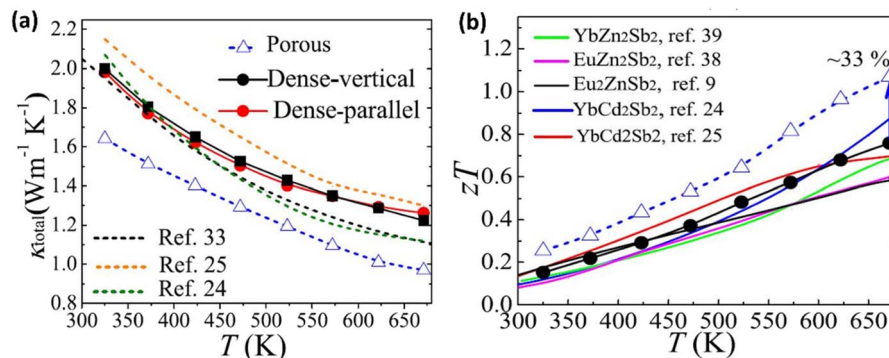 (a)
2.2
2.0
1.8
1.6
1.4
1.2
1.0
0.8
κtotal(Wm⁻¹ K⁻¹)
Porous
Dense-vertical
Dense-parallel
Ref. 33
Ref. 25
Ref. 24
300 350 400 450 500 550 600 650
T (K)
(b)
1.2
1.0
0.8
0.6
0.4
0.2
0.0
zT
YbZn₂Sb₂, ref. 39
EuZn₂Sb₂, ref. 38
Eu₂ZnSb₂, ref. 9
YbCd₂Sb₂, ref. 24
YbCd2Sb2, ref. 25
~33 %
300 350 400 450 500 550 600 650
T (K)